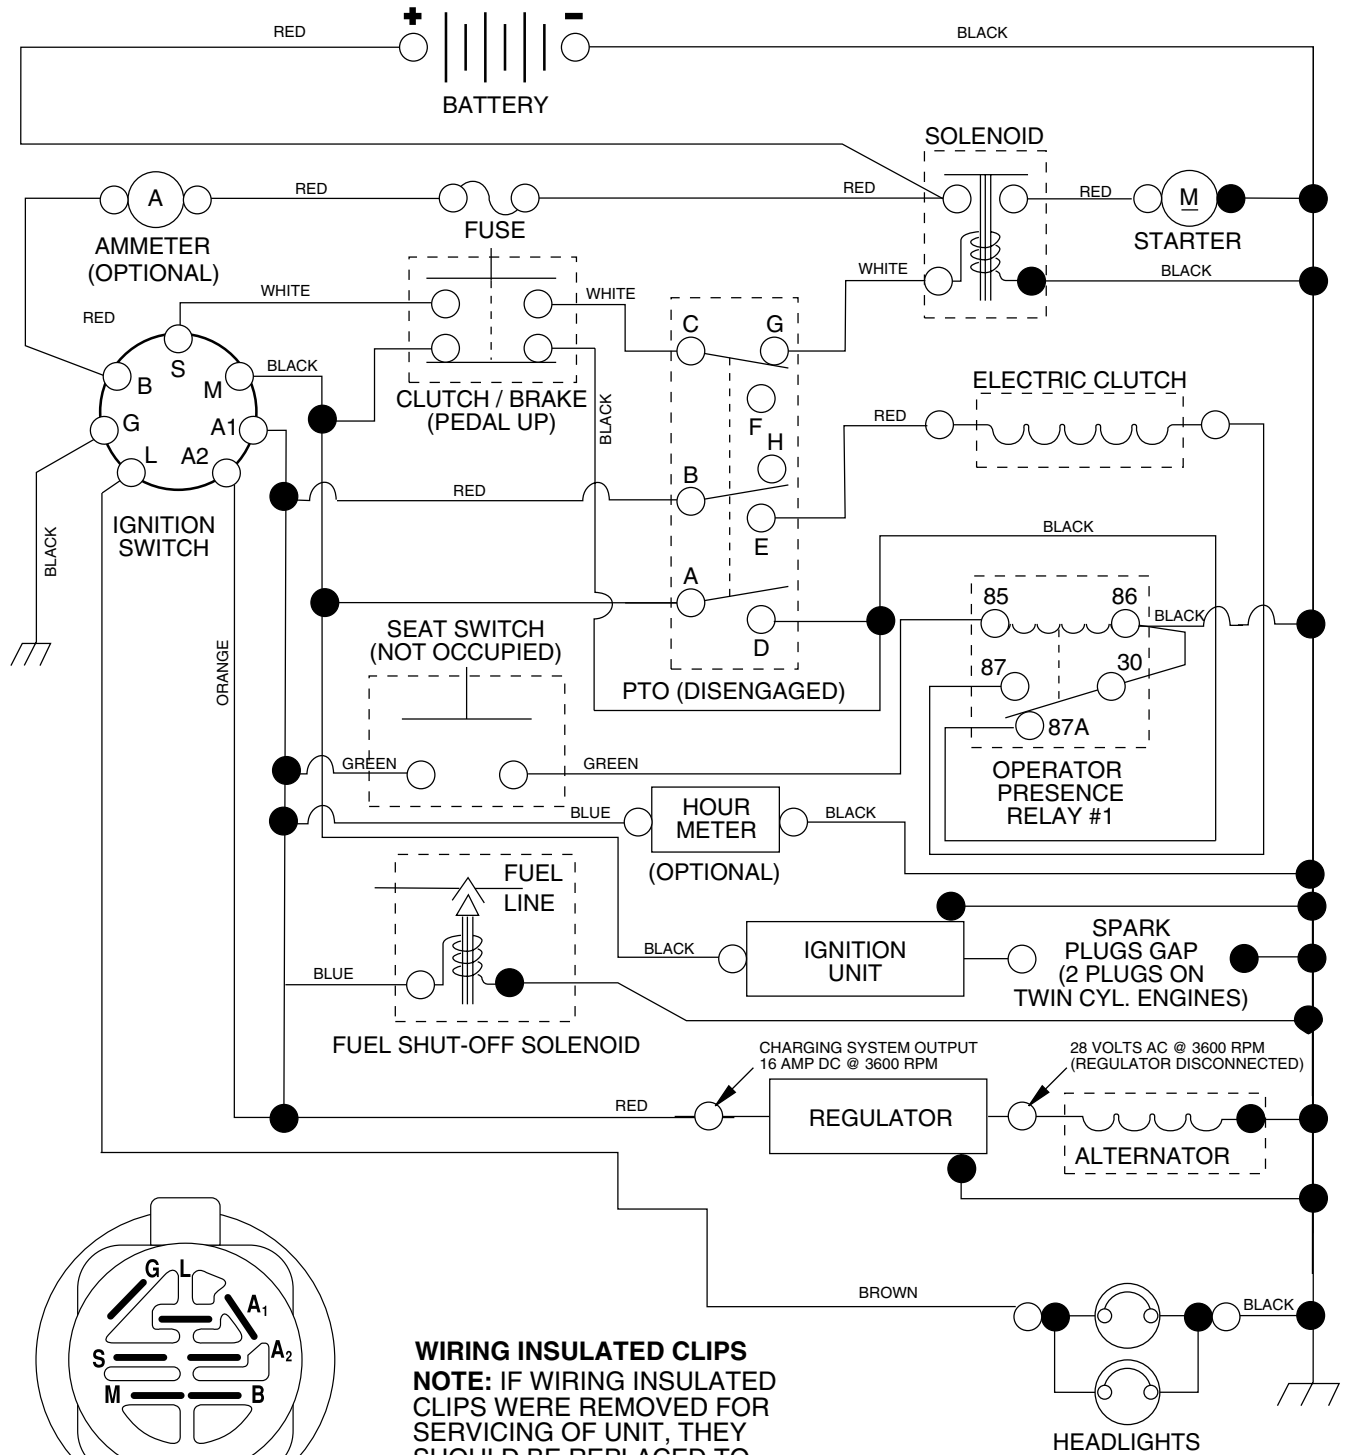 +
−
RED
BLACK
BATTERY
SOLENOID
A
RED
RED
RED
M
AMMETER
(OPTIONAL)
FUSE
STARTER
WHITE
BLACK
WHITE
WHITE
RED
C
G
S
B
M
BLACK
ELECTRIC CLUTCH
CLUTCH / BRAKE
(PEDAL UP)
BLACK
F
RED
G
A1
H
L
A2
B
RED
IGNITION
SWITCH
E
BLACK
BLACK
A
85
86
BLACK
SEAT SWITCH
(NOT OCCUPIED)
D
ORANGE
87
30
PTO (DISENGAGED)
87A
GREEN
GREEN
OPERATOR
PRESENCE
RELAY #1
BLUE
HOUR
METER
BLACK
(OPTIONAL)
FUEL
LINE
BLACK
IGNITION
UNIT
SPARK
PLUGS GAP
(2 PLUGS ON
TWIN CYL. ENGINES)
BLUE
FUEL SHUT-OFF SOLENOID
CHARGING SYSTEM OUTPUT
16 AMP DC @ 3600 RPM
28 VOLTS AC @ 3600 RPM
(REGULATOR DISCONNECTED)
RED
REGULATOR
ALTERNATOR
G
L
A1
S
A2
M
B
BROWN
BLACK
WIRING INSULATED CLIPS
NOTE: IF WIRING INSULATED
CLIPS WERE REMOVED FOR
SERVICING OF UNIT, THEY
SHOULD BE REPLACED TO
HEADLIGHTS